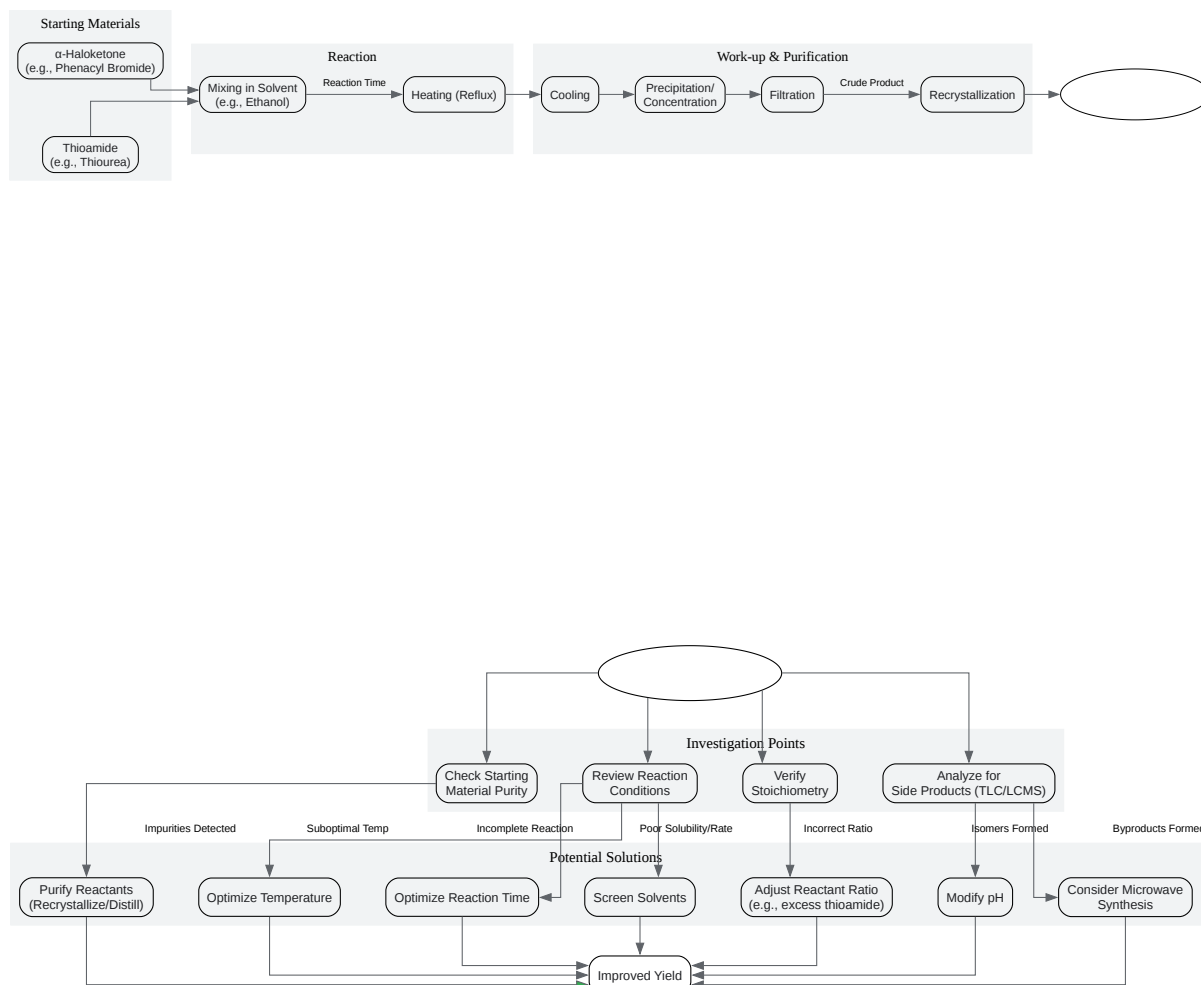 Starting Materials
α-Haloketone
(e.g., Phenacyl Bromide)
Thioamide
(e.g., Thiourea)
Reaction
Mixing in Solvent
(e.g., Ethanol)
Reaction Time
Heating (Reflux)
Work-up & Purification
Cooling
Precipitation/
Concentration
Filtration
Crude Product
Recrystallization
Investigation Points
Check Starting
Material Purity
Review Reaction
Conditions
Verify
Stoichiometry
Analyze for
Side Products (TLC/LCMS)
Impurities Detected
Suboptimal Temp
Incomplete Reaction
Poor Solubility/Rate
Incorrect Ratio
Isomers Formed
Byproducts Formed
Potential Solutions
Purify Reactants
(Recrystallize/Distill)
Optimize Temperature
Optimize Reaction Time
Screen Solvents
Adjust Reactant Ratio
(e.g., excess thioamide)
Modify pH
Consider Microwave
Synthesis
Improved Yield